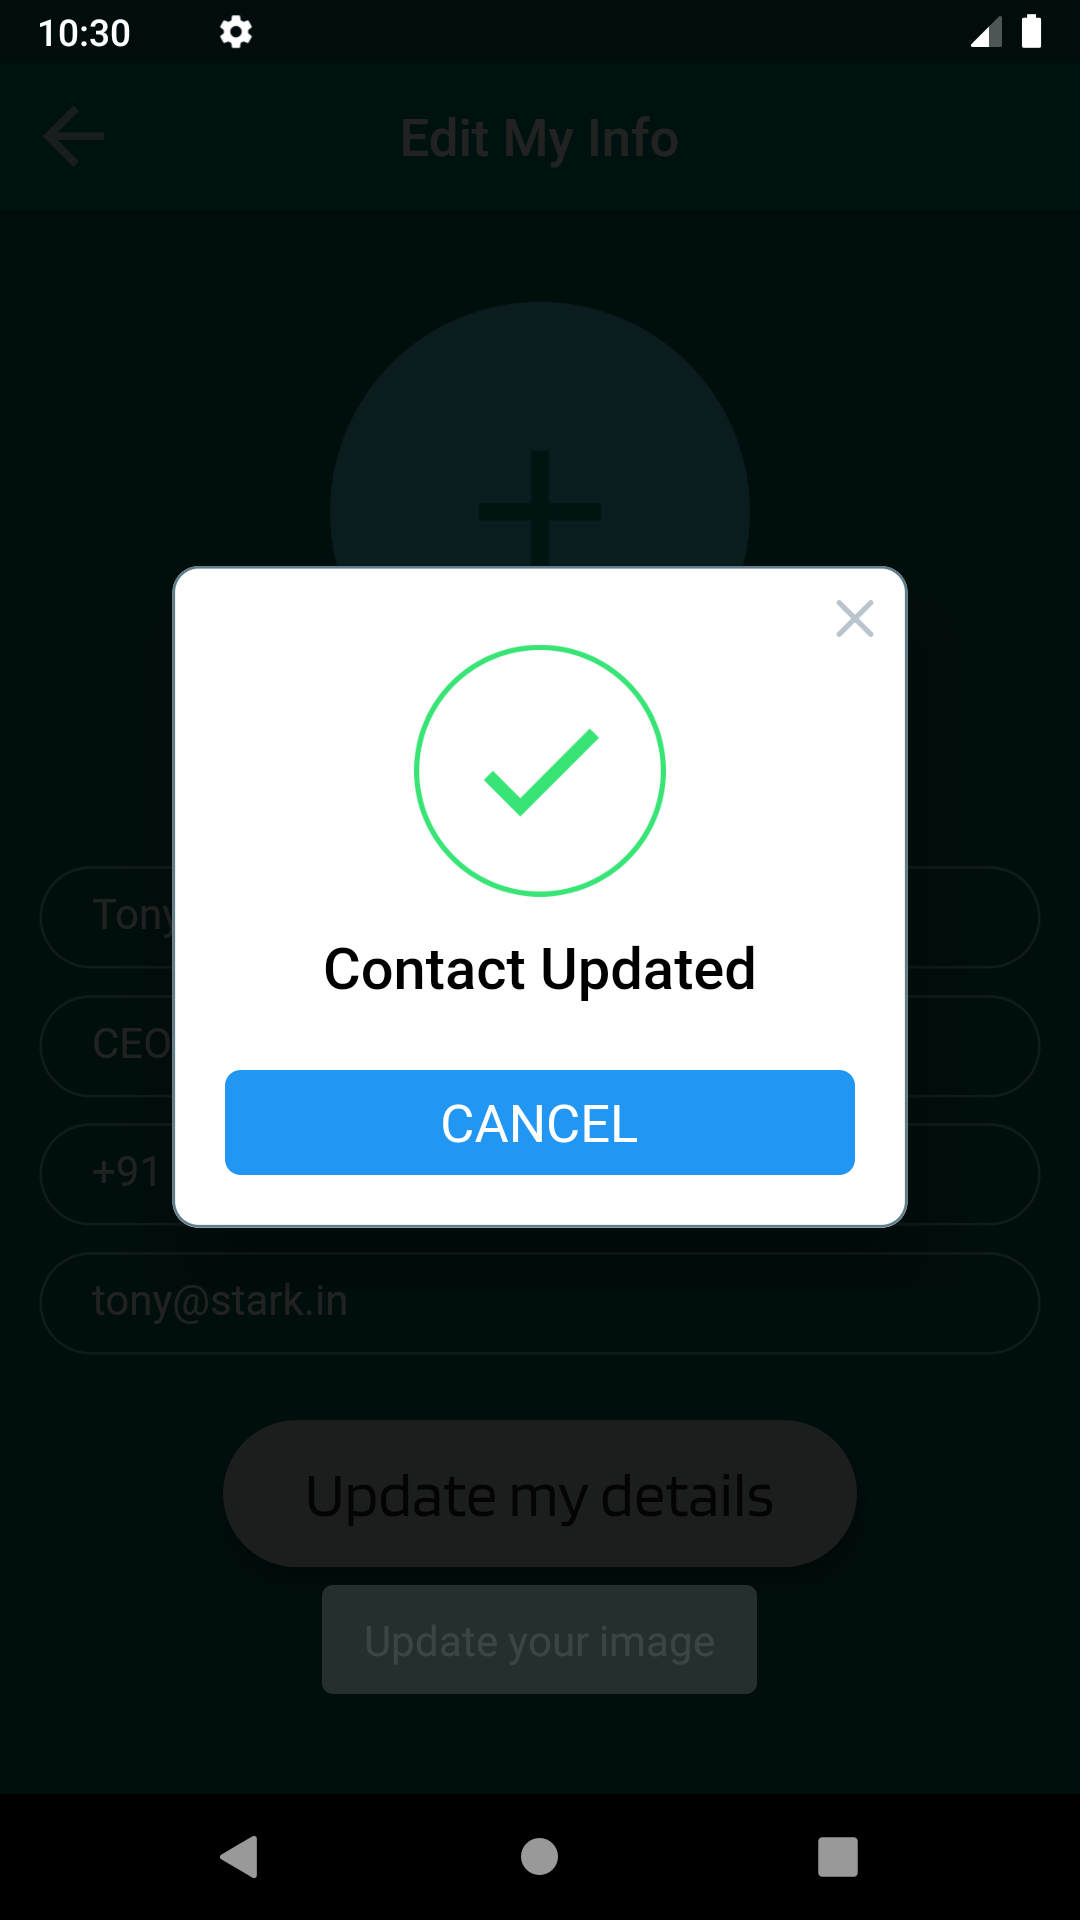 10:30
Edit My Info
Contact Updated
CANCEL
Tony
CEO
+91
tony@stark.in
Update my details
Update your image